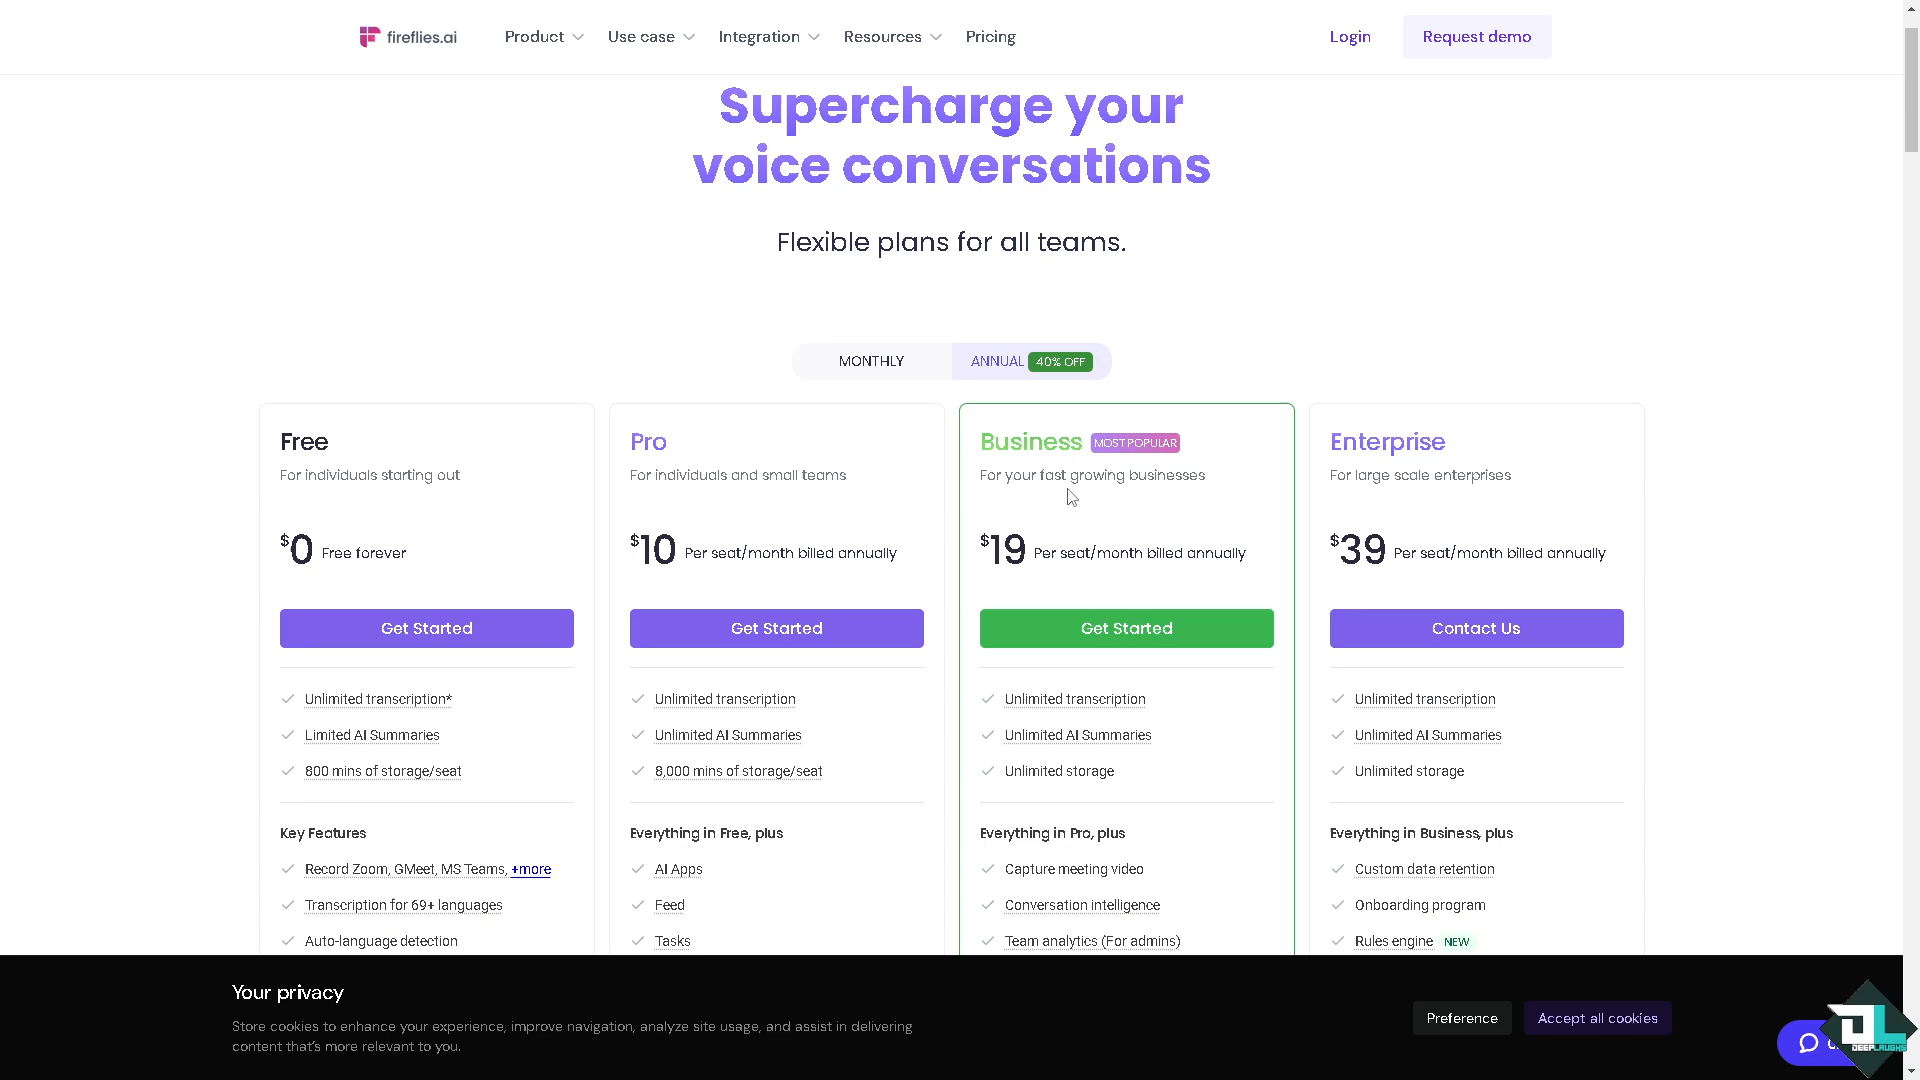 fireflies.ai
Product
Use case
Integration
Resources
Pricing
Login
Request demo
Supercharge your
voice conversations
Flexible plans for all teams.
MONTHLY
ANNUAL 40% OFF
Free
For individuals starting out
$0 Free forever
Get Started
Unlimited transcription*
Limited AI Summaries
800 mins of storage/seat
Key Features
Record Zoom, GMeet, MS Teams, +more
Transcription for 69+ languages
Auto-language detection
Pro
For individuals and small teams
$10 Per seat/month billed annually
Get Started
Unlimited transcription
Unlimited AI Summaries
8,000 mins of storage/seat
Everything in Free, plus
AI Apps
Feed
Tasks
Business MOST POPULAR
For your fast growing businesses
$19 Per seat/month billed annually
Get Started
Unlimited transcription
Unlimited AI Summaries
Unlimited storage
Everything in Pro, plus
Capture meeting video
Conversation intelligence
Team analytics (For admins)
Enterprise
For large scale enterprises
$39 Per seat/month billed annually
Contact Us
Unlimited transcription
Unlimited AI Summaries
Unlimited storage
Everything in Business, plus
Custom data retention
Onboarding program
Rules engine NEW
Your privacy
Store cookies to enhance your experience, improve navigation, analyze site usage, and assist in delivering
content that's more relevant to you.
Preference
Accept all cookies
DL
DEEPLAUGHS